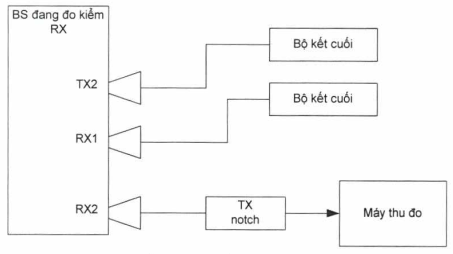 BS đang đo kiểm
RX
Bộ kết cuối
TX2
Bộ kết cuối
RX1
RX2
TX
notch
Máy thu đo